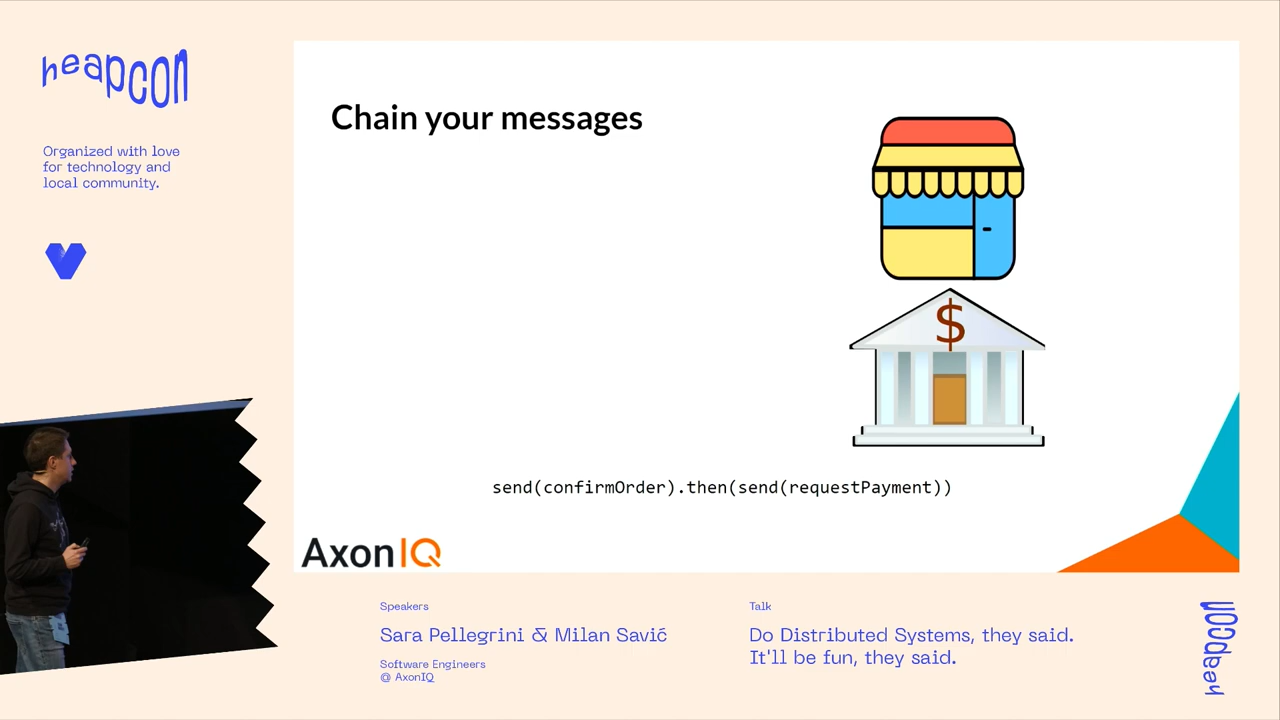 heapcon
Organized with love
for technology and
local community.
Chain your messages
$
send(confirmOrder).then(send(requestPayment))
AxonIQ
Speakers
Sara Pellegrini & Milan Savić
Software Engineers
@ AxonIQ
Talk
Do Distributed Systems, they said.
It'll be fun, they said.
heapcon